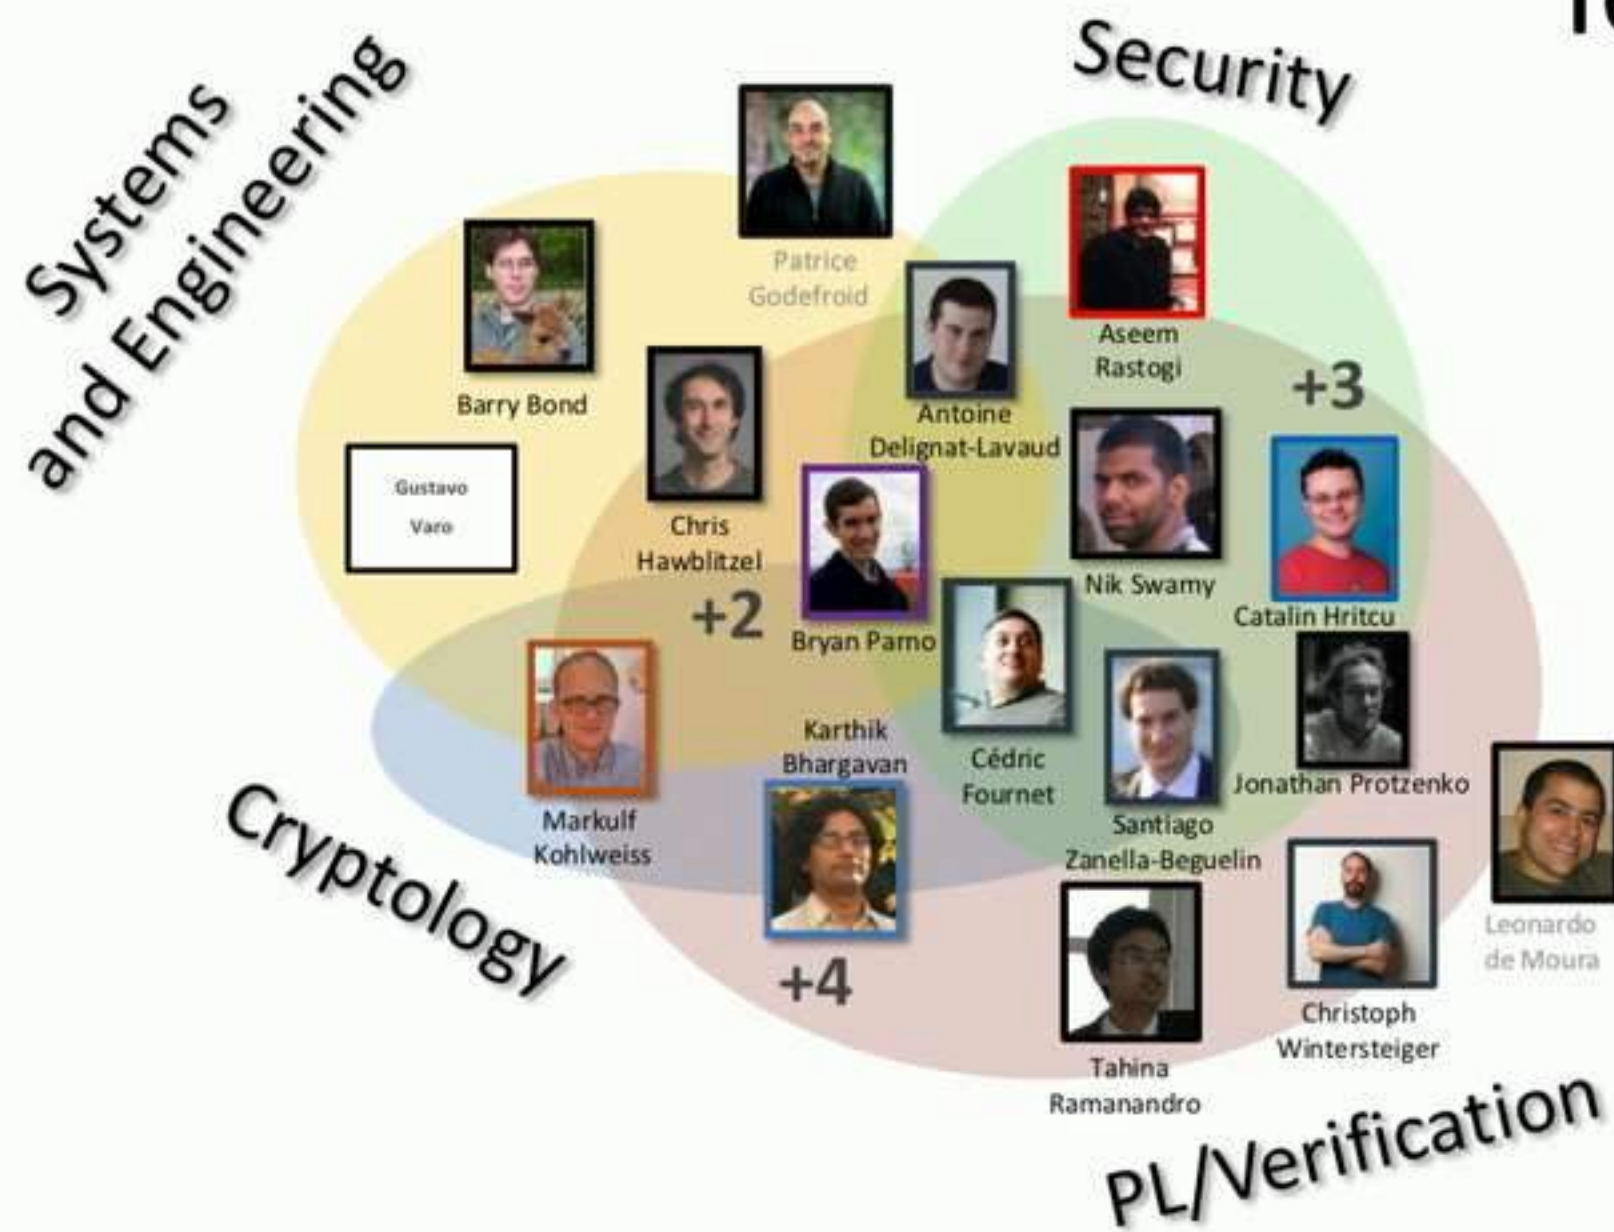 Systems
and Engineering
Security
Patrice
Godefroid
Aseem
Rastogi
+3
Barry Bond
Antoine
Delignat-Lavaud
Gustavo
Varo
Chris
Hawblitzel
Nik Swamy
Catalin Hritcu
+2
Bryan Parno
Karthik
Bhargavan
Cédric
Fournet
Jonathan Protzenko
Markulf
Kohlweiss
Santiago
Zanella-Beguelin
Cryptology
Leonardo
de Moura
+4
Christoph
Wintersteiger
Tahina
Ramanandro
PL/Verification